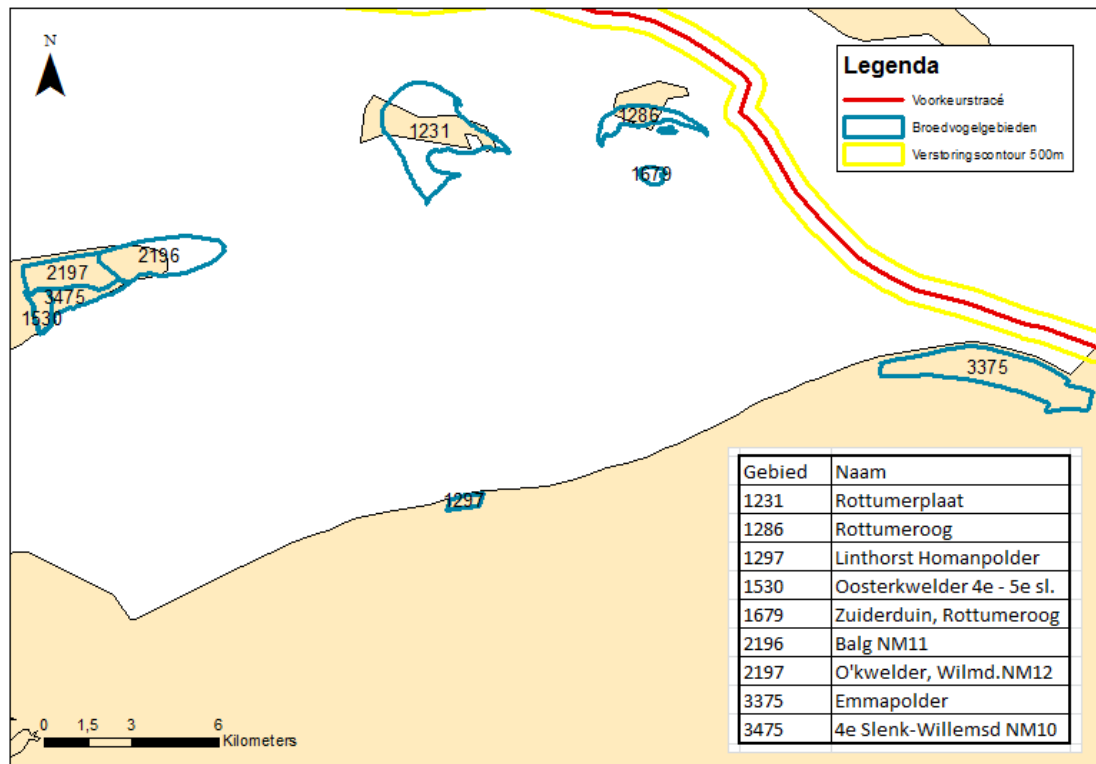 N
Legenda
Voorkeurstracé
Broedvogelgebieden
Verstoringscontour 500m
1231
1286
1679
2196
2197
3475
1530
3375
1297
Gebied Naam
1231 Rottumerplaat
1286 Rottumeroog
1297 Linthorst Homanpolder
1530 Oosterkwelder 4e - 5e sl.
1679 Zuiderduin, Rottumeroog
2196 Balg NM11
2197 O'kwelder, Wilmd.NM12
3375 Emmapolder
3475 4e Slenk-Willemsd NM10
0 1,5 3 6
Kilometers